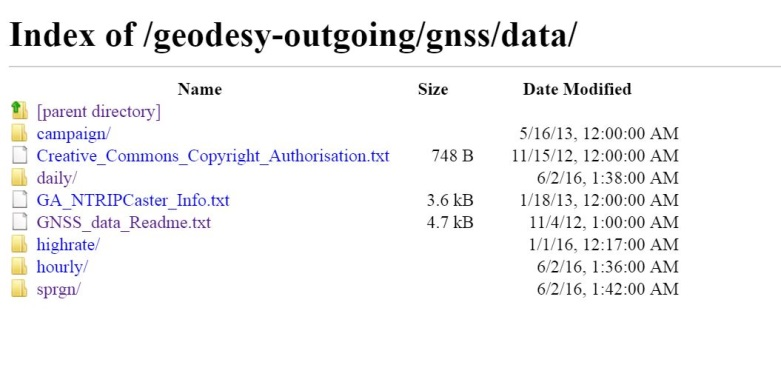 Index of /geodesy-outgoing/gnss/data/
Name Size Date Modified
[parent directory]
campaign/ 5/16/13, 12:00:00 AM
Creative_Commons_Copyright_Authorisation.txt 748 B 11/15/12, 12:00:00 AM
daily/ 6/2/16, 1:38:00 AM
GA_NTRIPCaster_Info.txt 3.6 kB 1/18/13, 12:00:00 AM
GNSS_data_Readme.txt 4.7 kB 11/4/12, 1:00:00 AM
highrate/ 1/1/16, 12:17:00 AM
hourly/ 6/2/16, 1:36:00 AM
sprgn/ 6/2/16, 1:42:00 AM